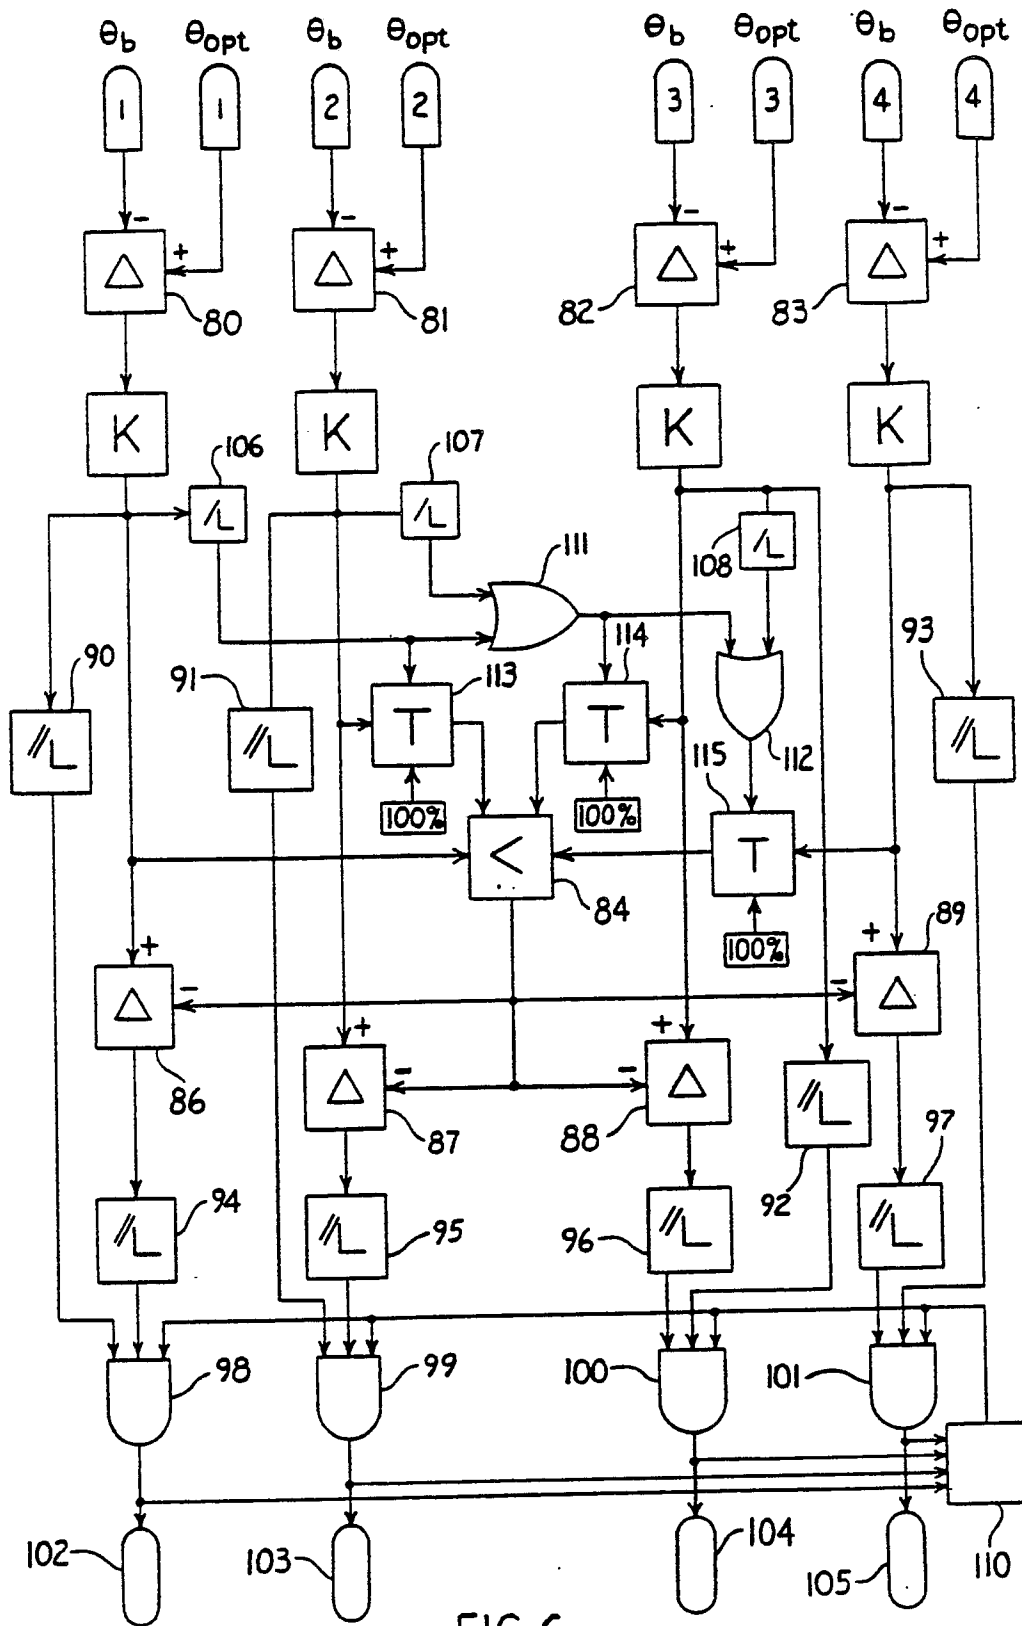 θb θopt θb θopt θb θopt θb θopt
1 1 2 2 3 3 4 4
- - - -
+ + + +
△ △ △ △
80 81 82 83
K K K K
106 107
/L /L /L
108
111
90 91 114 93
113
//L //L T T //L
115 112
100% 100%
< T
84
89
100%
+ +
- -
△ △
+ +
86
- -
△ △
87 88
//L
92
97
94 95 96
//L //L //L //L
98 99 100 101
102 103 104 105 110